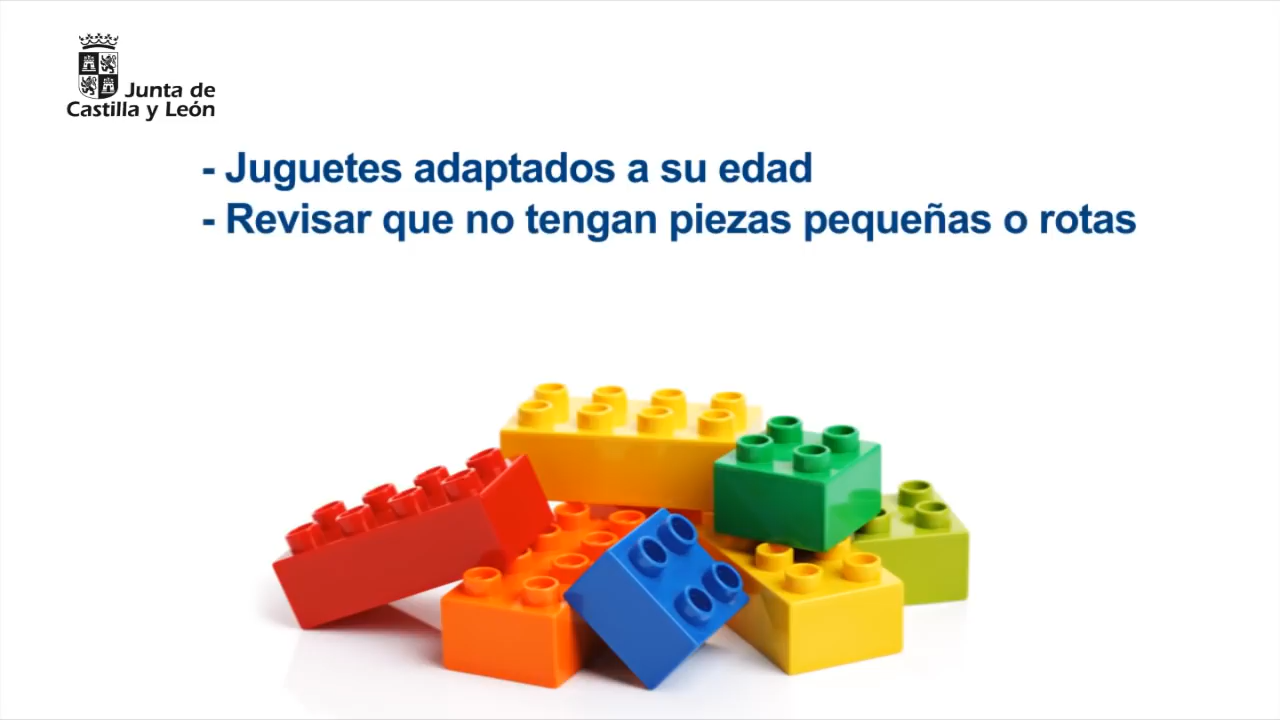 Junta de
Castilla y León
- Juguetes adaptados a su edad
- Revisar que no tengan piezas pequeñas o rotas